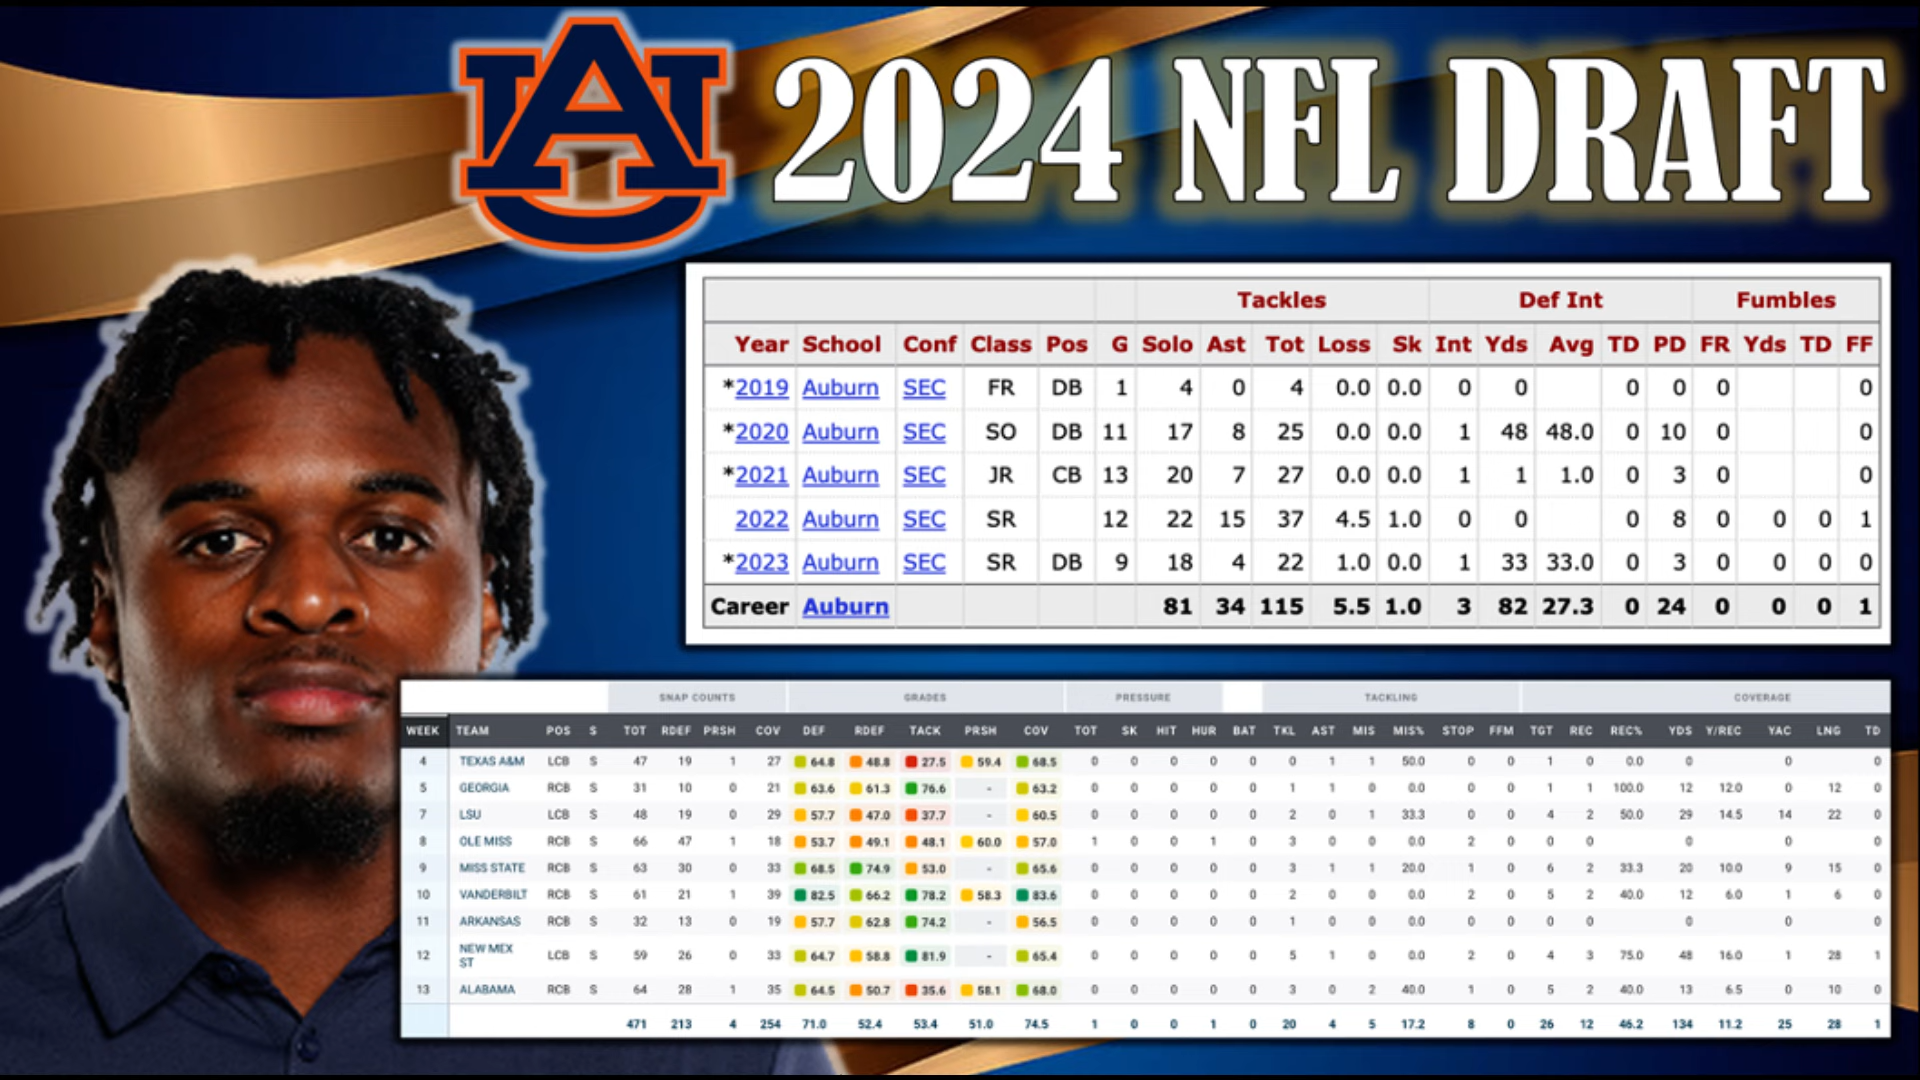 AU
2024 NFL DRAFT
Tackles Def Int Fumbles
Year School Conf Class Pos G Solo Ast Tot Loss Sk Int Yds Avg TD PD FR Yds TD FF
*2019 Auburn SEC FR DB 1 4 0 4 0.0 0.0 0 0 0 0 0 0
*2020 Auburn SEC SO DB 11 17 8 25 0.0 0.0 1 48 48.0 0 10 0 0
*2021 Auburn SEC JR CB 13 20 7 27 0.0 0.0 1 1 1.0 0 3 0 0
2022 Auburn SEC SR 12 22 15 37 4.5 1.0 0 0 0 8 0 0 0 1
*2023 Auburn SEC SR DB 9 18 4 22 1.0 0.0 1 33 33.0 0 3 0 0 0 0
Career Auburn 81 34 115 5.5 1.0 3 82 27.3 0 24 0 0 0 1
SNAP COUNTS GRADES PRESSURE TACKLING COVERAGE
WEEK TEAM POS S TOT RDEF PRSH COV DEF RDEF TACK PRSH COV TOT SK HIT HUR BAT TKL AST MIS MIS% STOP FFM TGT REC REC% YDS Y/REC YAC LNG TD
4 TEXAS A&M LCB S 47 19 1 27 64.8 48.8 27.5 59.4 68.5 0 0 0 0 0 0 1 1 50.0 0 0 1 0 0.0 0 0 0
5 GEORGIA RCB S 31 10 0 21 63.6 61.3 76.6 - 63.2 0 0 0 0 0 1 1 0 0.0 0 0 1 1 100.0 12 12.0 0 12 0
7 LSU LCB S 48 19 0 29 57.7 47.0 37.7 - 60.5 0 0 0 0 0 2 0 1 33.3 0 0 4 2 50.0 29 14.5 14 22 0
8 OLE MISS RCB S 66 47 1 18 53.7 49.1 48.1 60.0 57.0 1 0 0 1 0 3 0 0 0.0 2 0 0 0 0 0 0
9 MISS STATE RCB S 63 30 0 33 68.5 74.9 53.0 - 65.6 0 0 0 0 0 3 1 1 20.0 1 0 6 2 33.3 20 10.0 9 15 0
10 VANDERBILT RCB S 61 21 1 39 82.5 66.2 78.2 58.3 83.6 0 0 0 0 0 2 0 0 0.0 2 0 5 2 40.0 12 6.0 1 6 0
11 ARKANSAS RCB S 32 13 0 19 57.7 62.8 74.2 - 56.5 0 0 0 0 0 1 0 0 0.0 0 0 0 0 0 0 0
12 NEW MEX ST LCB S 59 26 0 33 64.7 58.8 81.9 - 65.4 0 0 0 0 0 5 1 0 0.0 2 0 4 3 75.0 48 16.0 1 28 1
13 ALABAMA RCB S 64 28 1 35 64.5 50.7 35.6 58.1 68.0 0 0 0 0 0 3 0 2 40.0 1 0 5 2 40.0 13 6.5 0 10 0
471 213 4 254 71.0 52.4 53.4 51.0 74.5 1 0 0 1 0 20 4 5 17.2 8 0 26 12 46.2 134 11.2 25 28 1